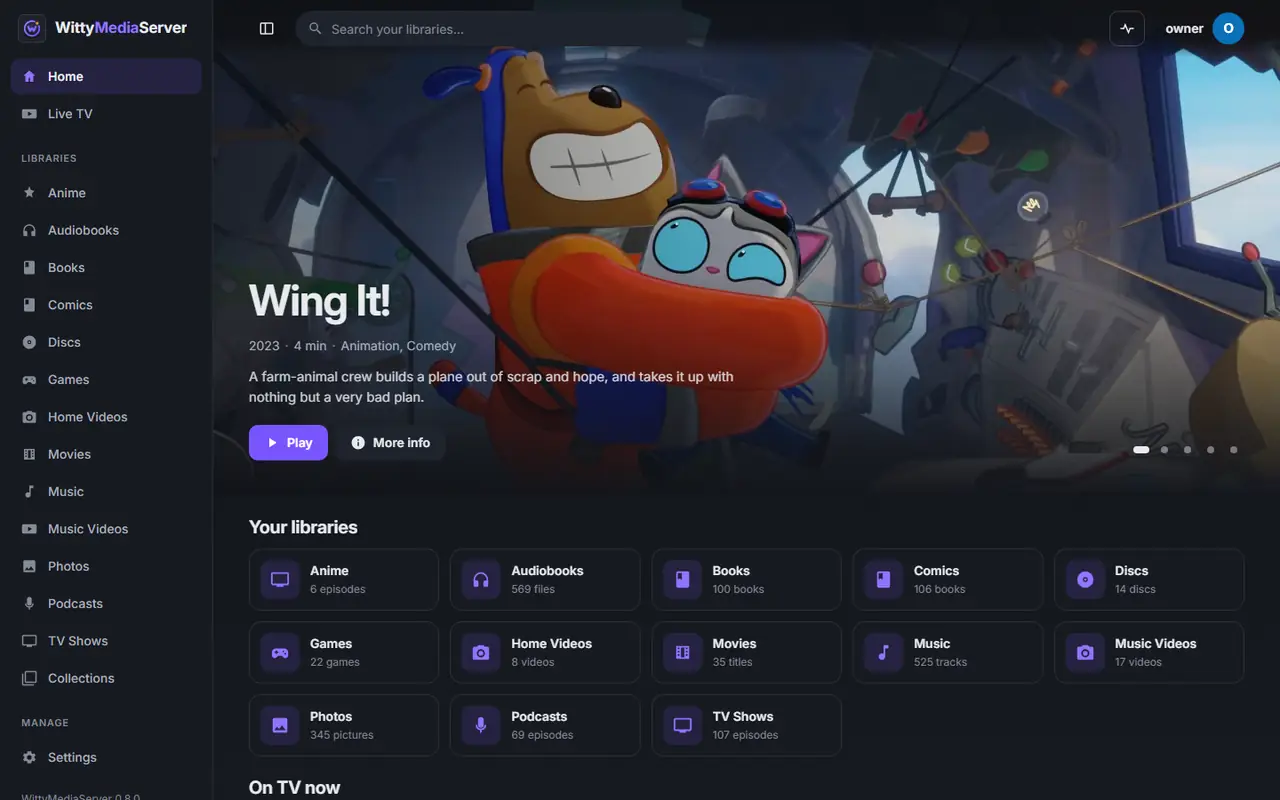 WittyMediaServer
Search your libraries...
owner
O
Home
Live TV
LIBRARIES
Anime
Audiobooks
Books
Comics
Discs
Games
Home Videos
Movies
Music
Music Videos
Photos
Podcasts
TV Shows
Collections
MANAGE
Settings
WittyMediaServer 0.8.0
Wing It!
2023 · 4 min · Animation, Comedy
A farm-animal crew builds a plane out of scrap and hope, and takes it up with
nothing but a very bad plan.
Play
More info
Your libraries
Anime
6 episodes
Audiobooks
569 files
Books
100 books
Comics
106 books
Discs
14 discs
Games
22 games
Home Videos
8 videos
Movies
35 titles
Music
525 tracks
Music Videos
17 videos
Photos
345 pictures
Podcasts
69 episodes
TV Shows
107 episodes
On TV now